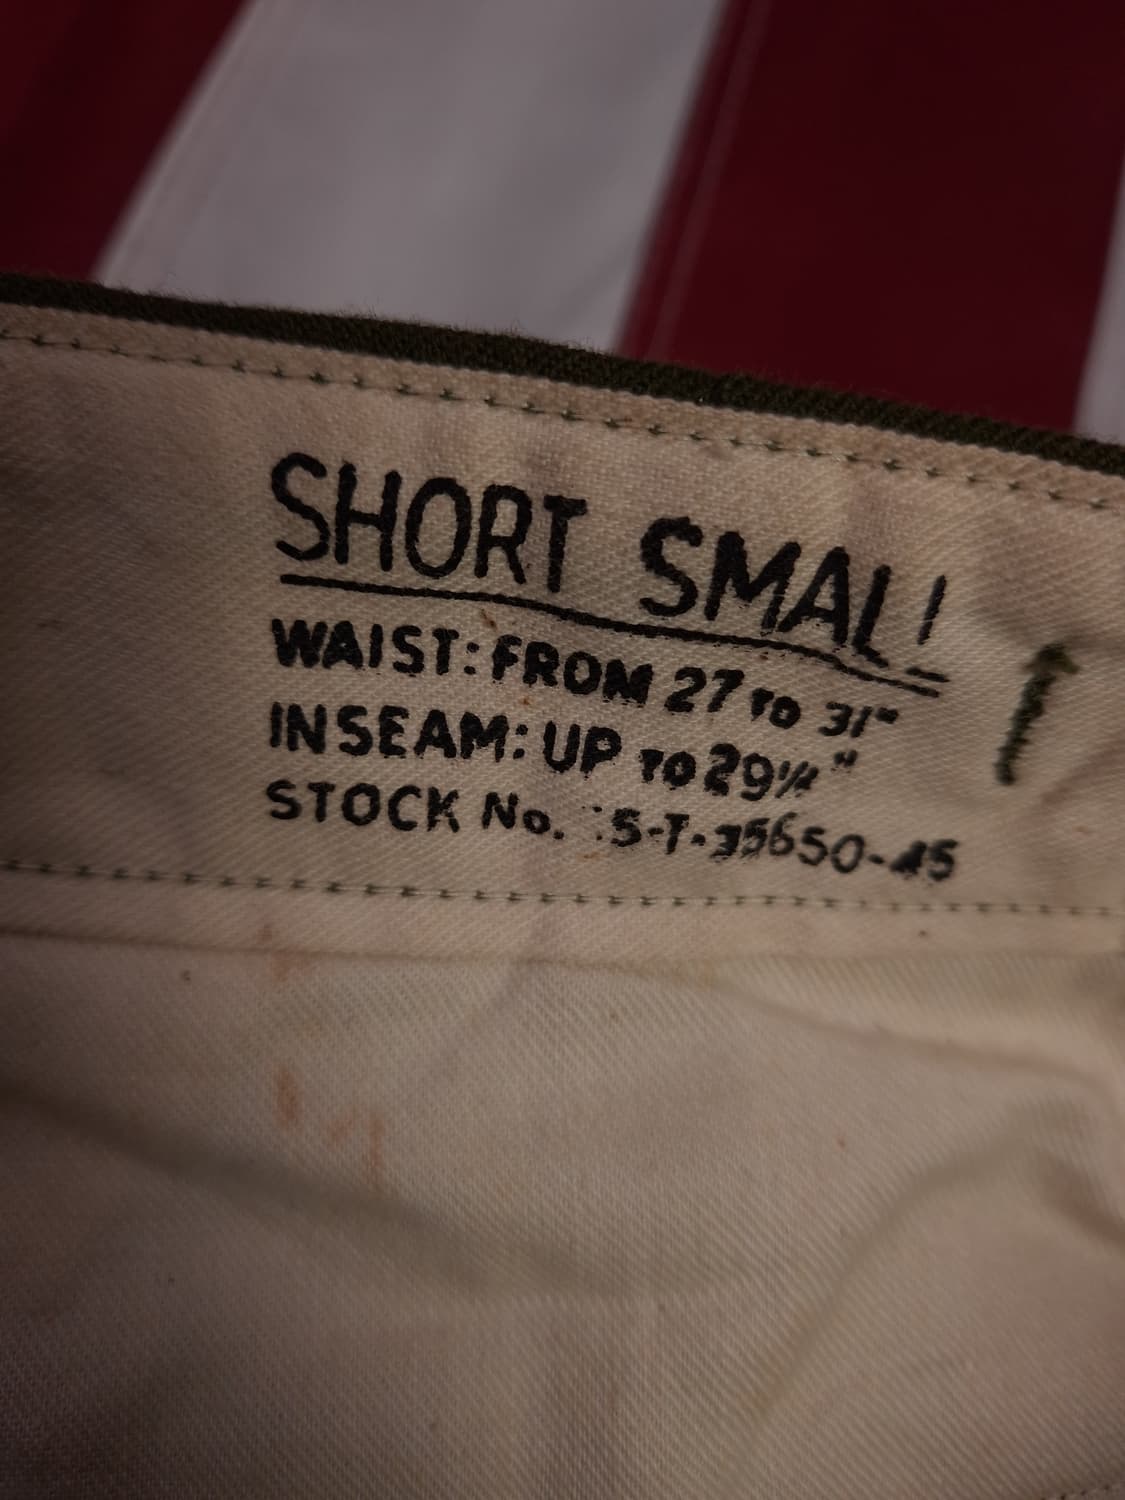 SHORT SMALL
WAIST: FROM 27 TO 31"
INSEAM: UP TO 29½"
STOCK No. 55-T-35650-45